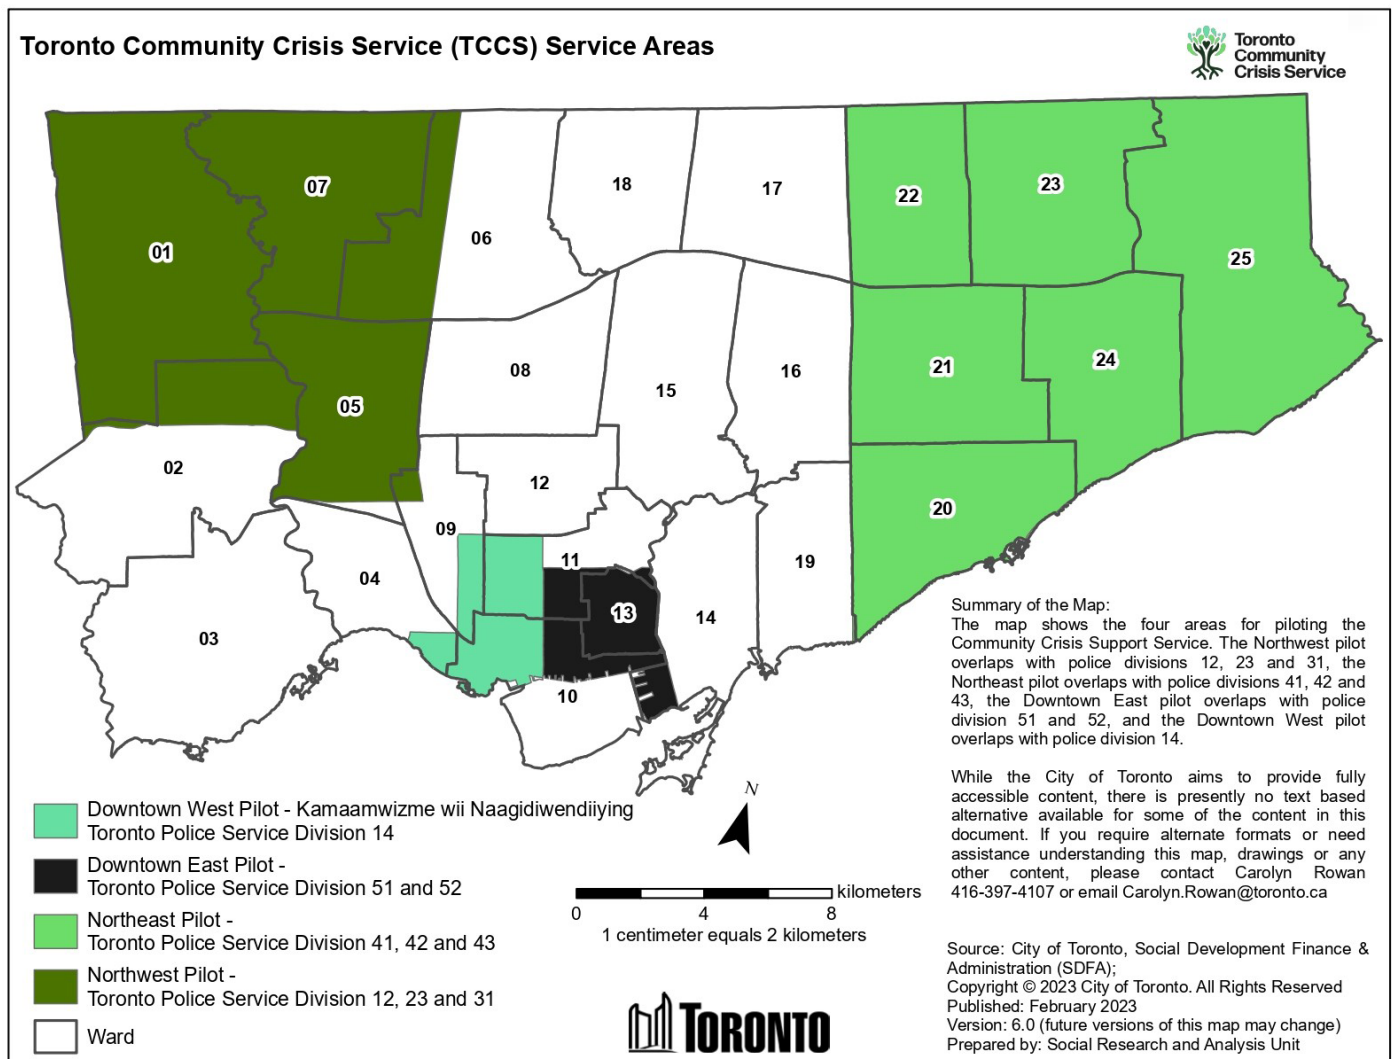 Toronto Community Crisis Service (TCCS) Service Areas
Toronto
Community
Crisis Service
18
17
22
23
07
06
01
25
08
15
16
21
24
05
02
12
20
09
11
19
04
13
14
03
10
Summary of the Map:
The map shows the four areas for piloting the
Community Crisis Support Service. The Northwest pilot
overlaps with police divisions 12, 23 and 31, the
Northeast pilot overlaps with police divisions 41, 42 and
43, the Downtown East pilot overlaps with police
division 51 and 52, and the Downtown West pilot
overlaps with police division 14.
While the City of Toronto aims to provide fully
accessible content, there is presently no text based
alternative available for some of the content in this
document. If you require alternate formats or need
assistance understanding this map, drawings or any
other content, please contact Carolyn Rowan
416-397-4107 or email Carolyn.Rowan@toronto.ca
Downtown West Pilot - Kamaamwizme wii Naagidiwendiiying
Toronto Police Service Division 14
Downtown East Pilot -
Toronto Police Service Division 51 and 52
Northeast Pilot -
Toronto Police Service Division 41, 42 and 43
Northwest Pilot -
Toronto Police Service Division 12, 23 and 31
Ward
N
kilometers
0 4 8
1 centimeter equals 2 kilometers
TORONTO
Source: City of Toronto, Social Development Finance &
Administration (SDFA);
Copyright © 2023 City of Toronto. All Rights Reserved
Published: February 2023
Version: 6.0 (future versions of this map may change)
Prepared by: Social Research and Analysis Unit